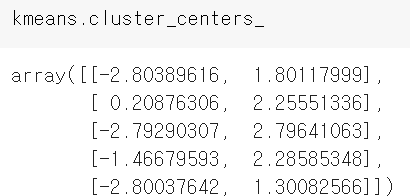 kmeans.cluster_centers_
array([[-2.80389616, 1.80117999],
[ 0.20876306, 2.25551336],
[-2.79290307, 2.79641063],
[-1.46679593, 2.28585348],
[-2.80037642, 1.30082566]])